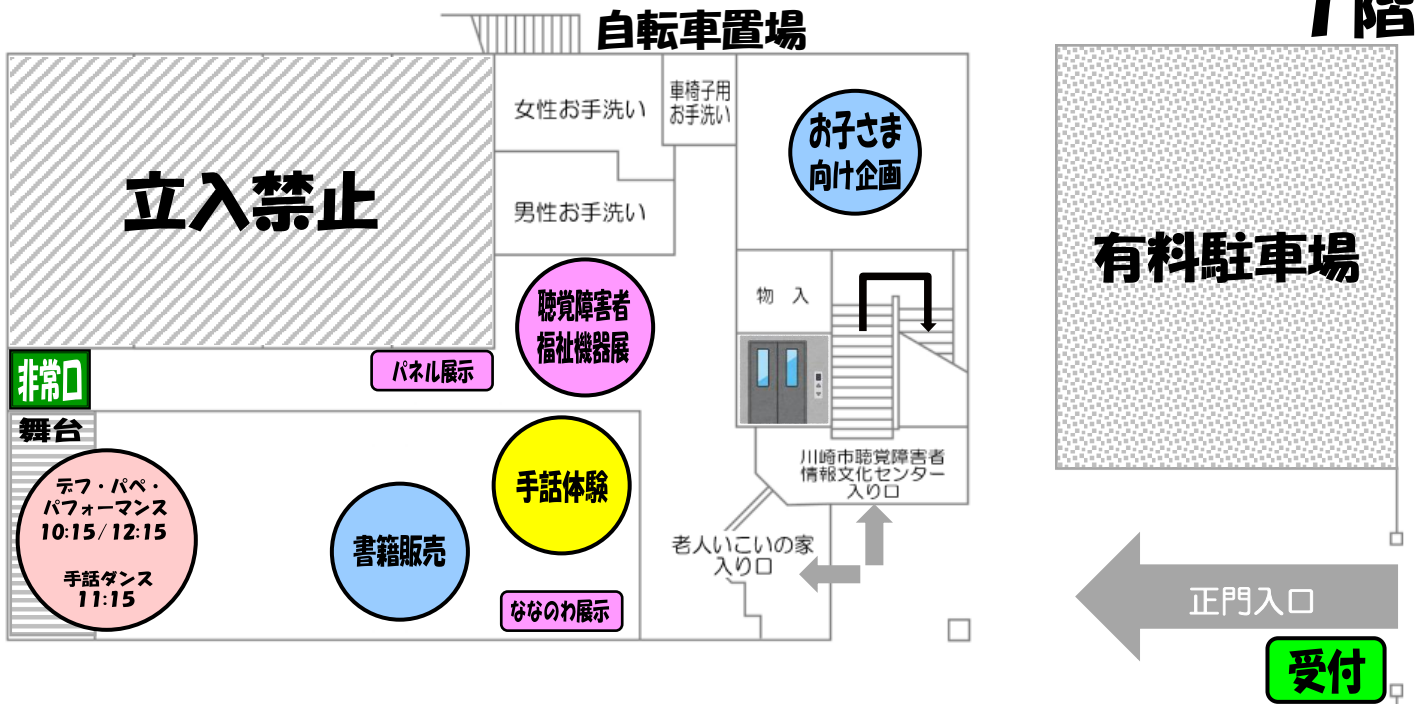 1階
自転車置場
女性お手洗い
車椅子用
お手洗い
お子さま
向け企画
立入禁止
男性お手洗い
有料駐車場
聴覚障害者
福祉機器展
物 入
非常口
パネル展示
舞台
デフ・パペ・
パフォーマンス
10:15/12:15
手話ダンス
11:15
書籍販売
手話体験
ななのわ展示
川崎市聴覚障害者
情報文化センター
入り口
老人いこいの家
入り口
正門入口
受付